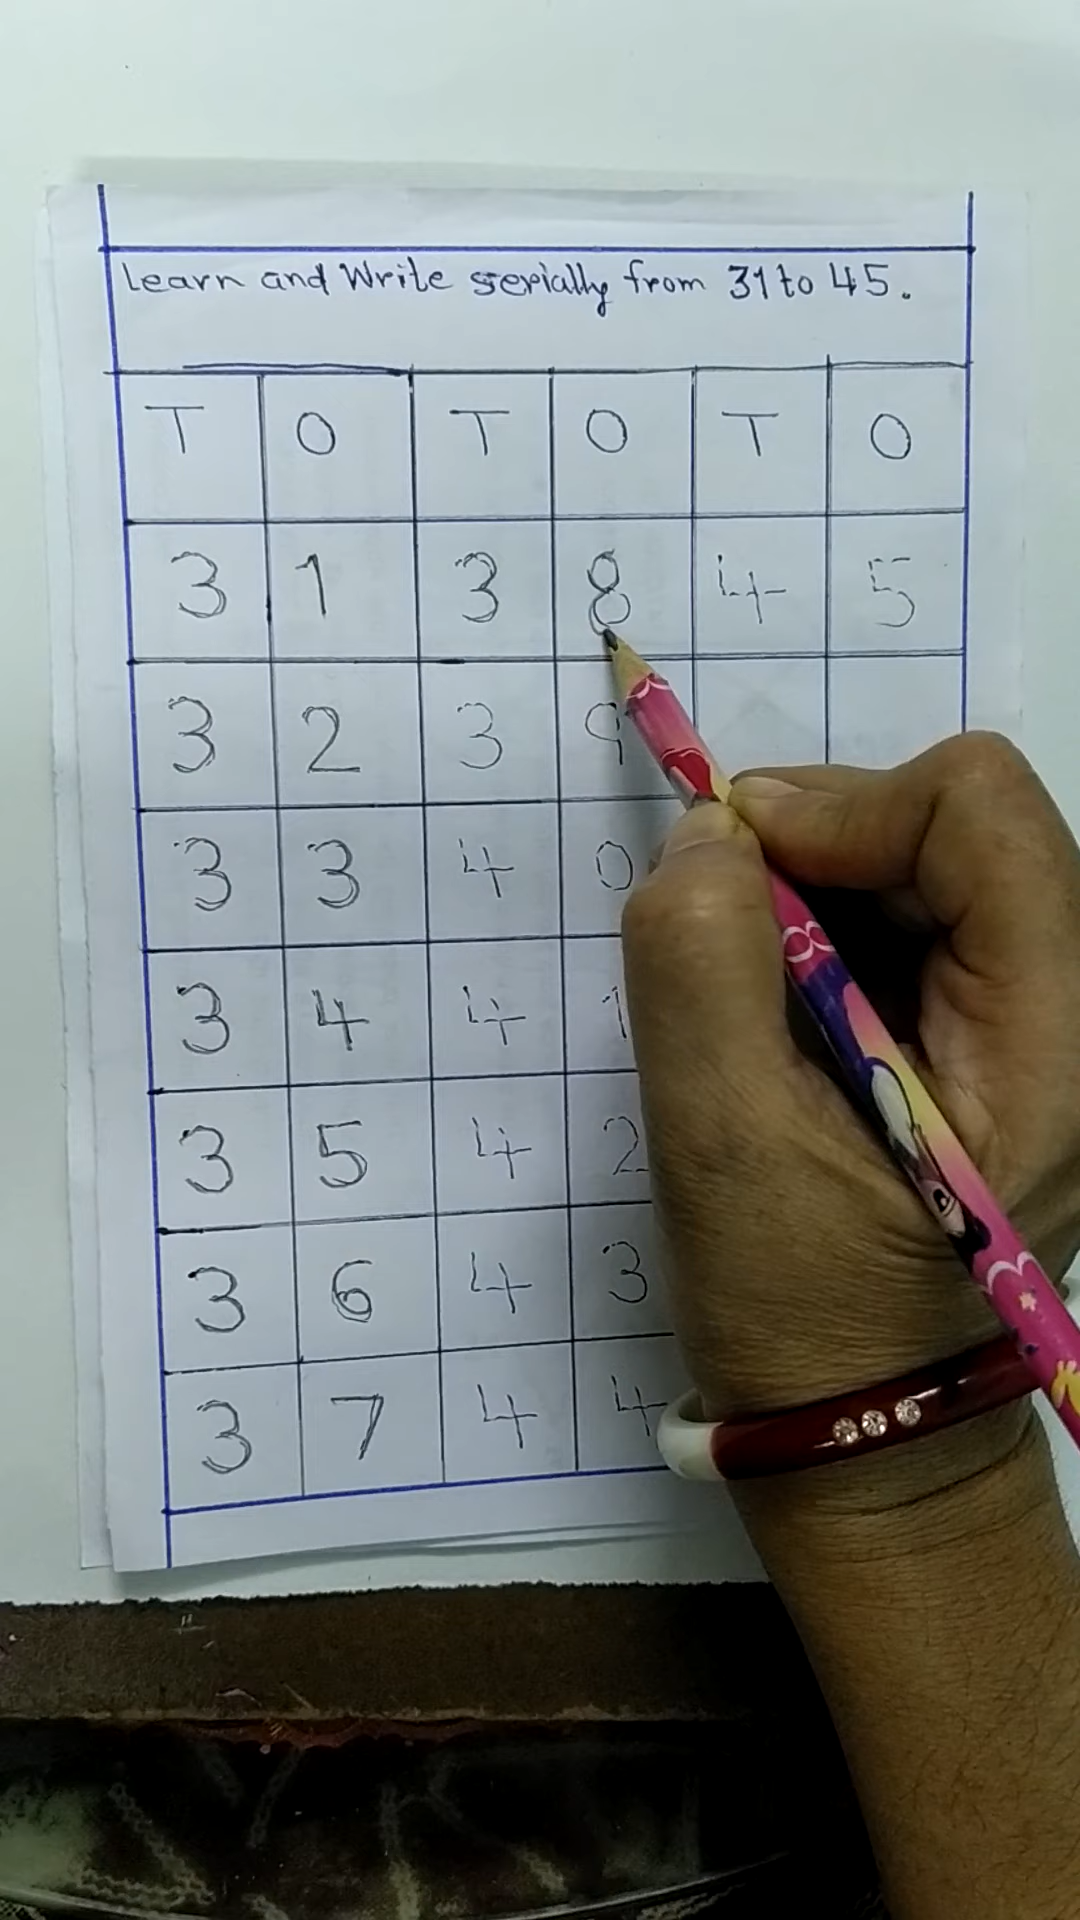 Learn and Write serially from 31 to 45.
T O T O T O
3 1 3 8 4 5
3 2 3 9
3 3 4 0
3 4 4 1
3 5 4 2
3 6 4 3
3 7 4 4